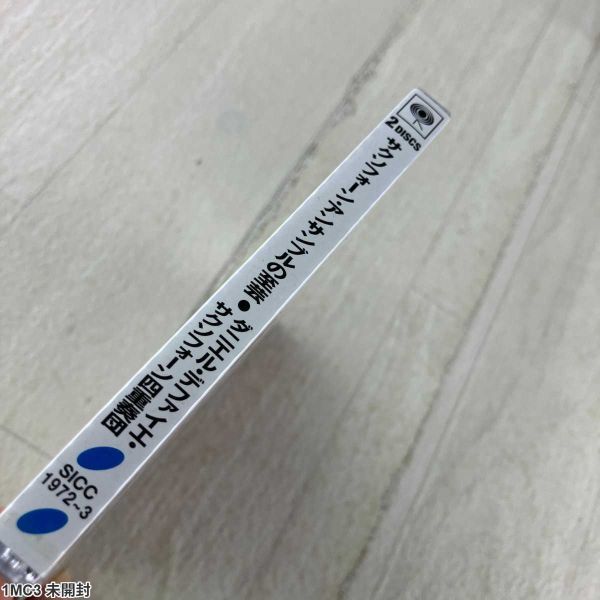 2 DISCS
サクソフォーン・アンサンブルの至芸●ダニエル・デファイエ・
サクソフォーン四重奏団
SICC
1972~3
1MC3 未開封